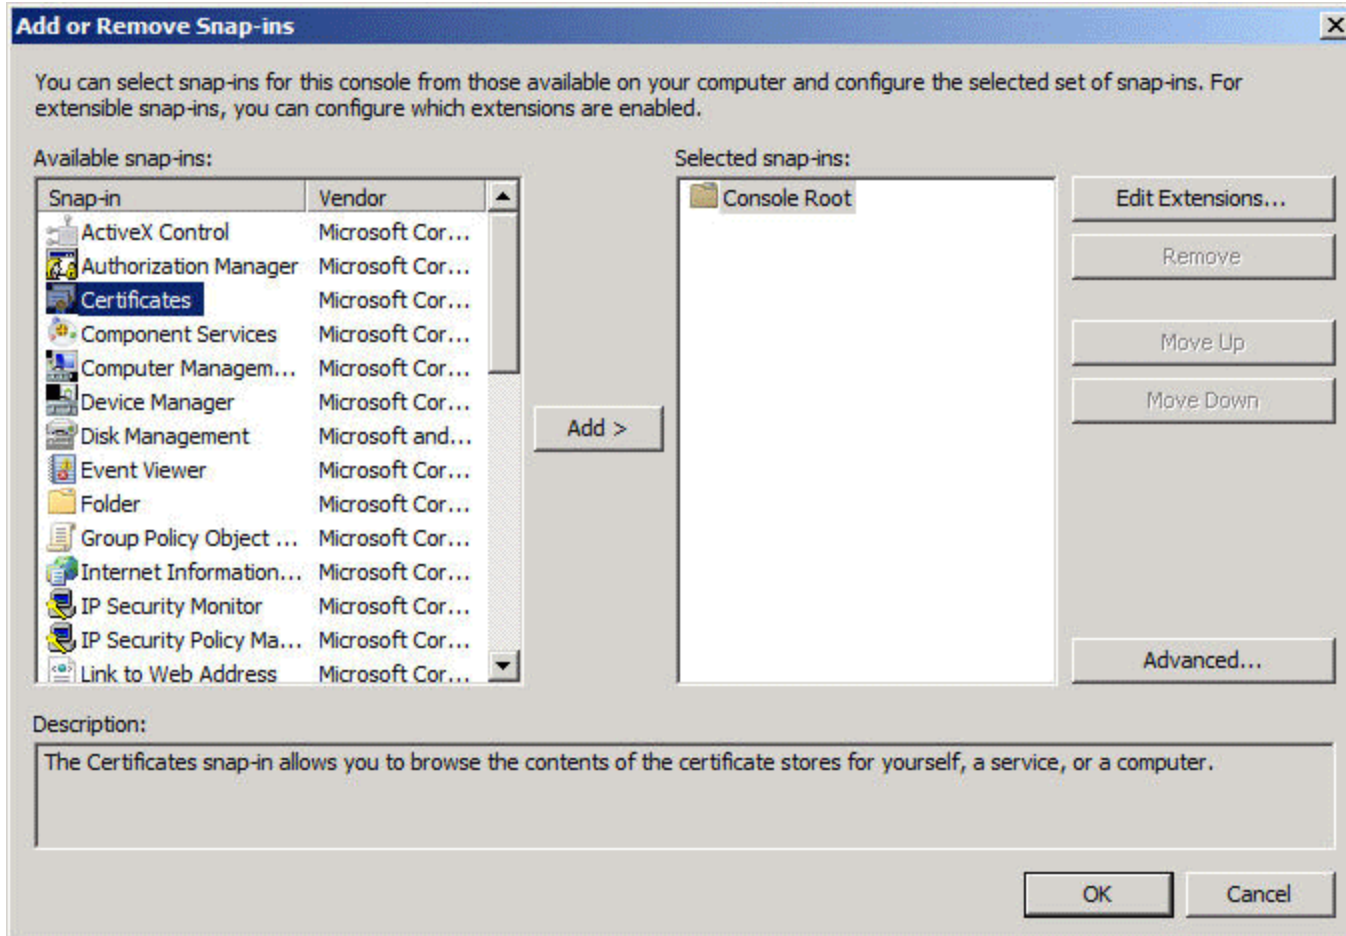 Add or Remove Snap-ins
You can select snap-ins for this console from those available on your computer and configure the selected set of snap-ins. For
extensible snap-ins, you can configure which extensions are enabled.
Available snap-ins:
Snap-in Vendor
ActiveX Control Microsoft Cor...
Authorization Manager Microsoft Cor...
Certificates Microsoft Cor...
Component Services Microsoft Cor...
Computer Managem... Microsoft Cor...
Device Manager Microsoft Cor...
Disk Management Microsoft and...
Event Viewer Microsoft Cor...
Folder Microsoft Cor...
Group Policy Object ... Microsoft Cor...
Internet Information... Microsoft Cor...
IP Security Monitor Microsoft Cor...
IP Security Policy Ma... Microsoft Cor...
Link to Web Address Microsoft Cor...
Add >
Selected snap-ins:
Console Root
Edit Extensions...
Remove
Move Up
Move Down
Advanced...
Description:
The Certificates snap-in allows you to browse the contents of the certificate stores for yourself, a service, or a computer.
OK Cancel